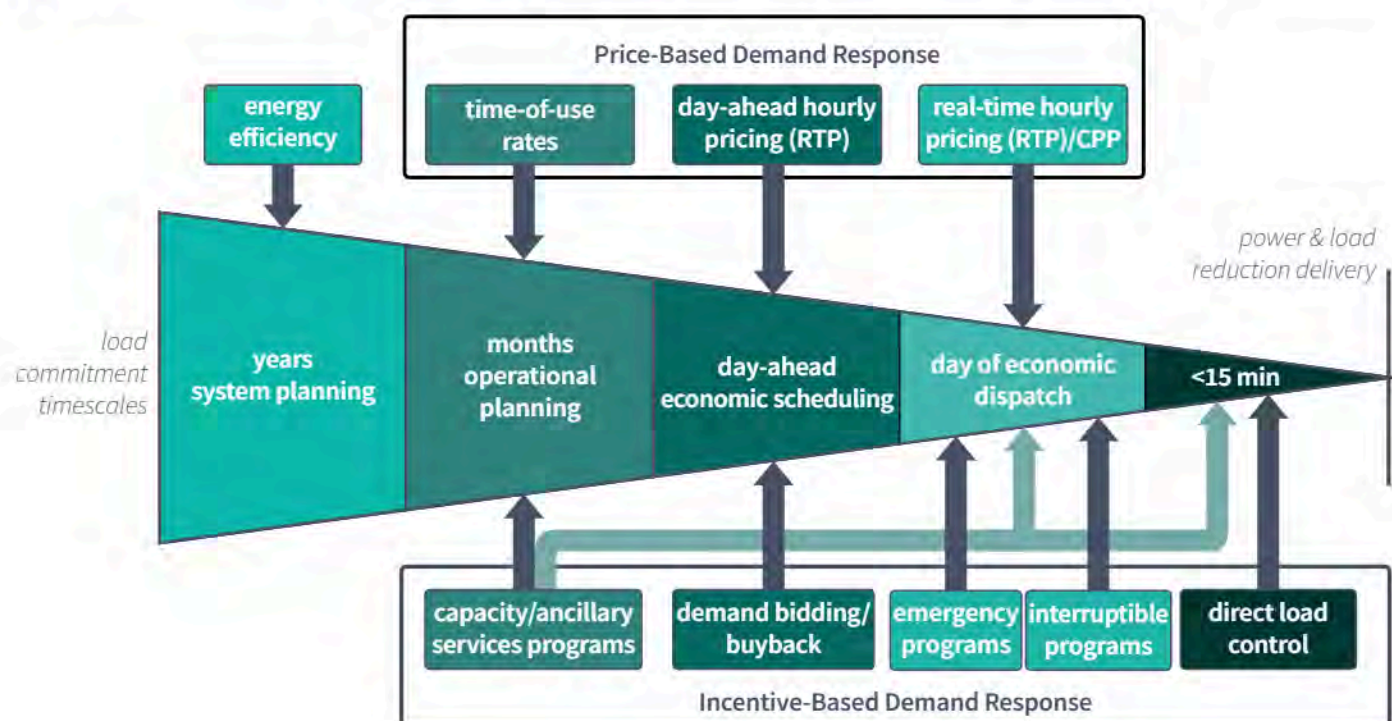 Price-Based Demand Response
energy
efficiency
time-of-use
rates
day-ahead hourly
pricing (RTP)
real-time hourly
pricing (RTP)/CPP
power & load
reduction delivery
load
commitment
timescales
years
system planning
months
operational
planning
day-ahead
economic scheduling
day of economic
dispatch
<15 min
capacity/ancillary
services programs
demand bidding/
buyback
emergency
programs
interruptible
programs
direct load
control
Incentive-Based Demand Response